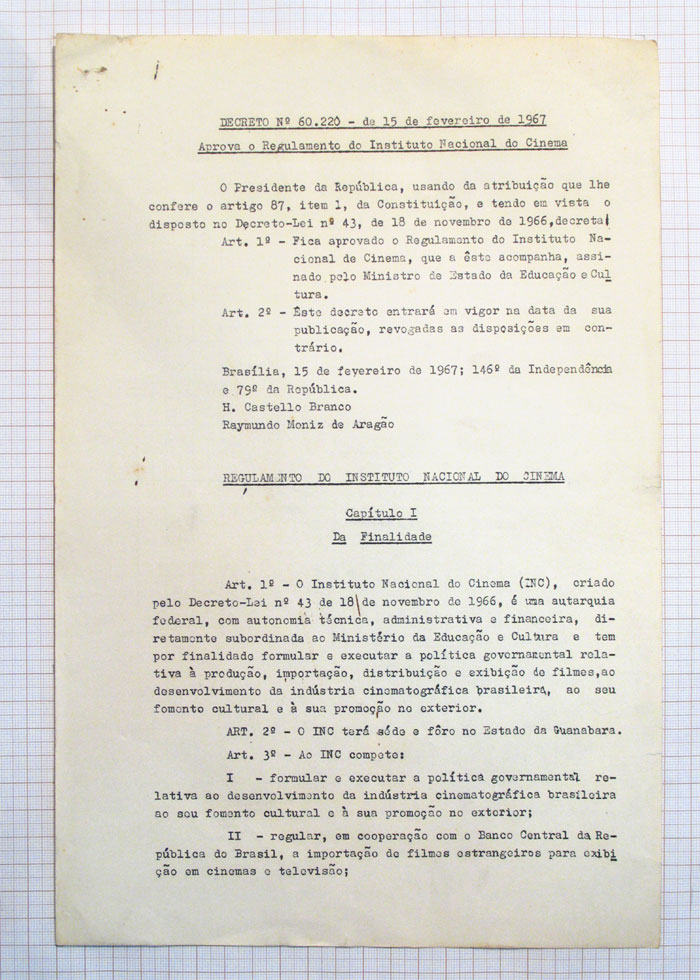 DECRETO Nº 60.220 - de 15 de fevereiro de 1967
Aprova o Regulamento do Instituto Nacional do Cinema
O Presidente da República, usando da atribuição que lhe
confere o artigo 87, item 1, da Constituição, e tendo em vista o
disposto no Decreto-Lei nº 43, de 18 de novembro de 1966,decreta:
Art. 1º - Fica aprovado o Regulamento do Instituto Na-
cional de Cinema, que a êste acompanha, assi-
nado pelo Ministro de Estado da Educação e Cul
tura.
Art. 2º - Êste decreto entrará em vigor na data da sua
publicação, revogadas as disposições em con-
trário.
Brasília, 15 de fevereiro de 1967; 146º da Independência
e 79º da República.
H. Castello Branco
Raymundo Moniz de Aragão
REGULAMENTO DO INSTITUTO NACIONAL DO CINEMA
Capítulo I
Da Finalidade
Art. 1º - O Instituto Nacional do Cinema (INC), criado
pelo Decreto-Lei nº 43 de 18 de novembro de 1966, é uma autarquia
federal, com autonomia técnica, administrativa e financeira, di-
retamente subordinada ao Ministério da Educação e Cultura e tem
por finalidade formular e executar a política governamental rela-
tiva à produção, importação, distribuição e exibição de filmes,ao
desenvolvimento da indústria cinematográfica brasileira, ao seu
fomento cultural e à sua promoção no exterior.
ART. 2º - O INC terá séde e fôro no Estado da Guanabara.
Art. 3º - Ao INC compete:
I - formular e executar a política governamental re-
lativa ao desenvolvimento da indústria cinematográfica brasileira
ao seu fomento cultural e à sua promoção no exterior;
II - regular, em cooperação com o Banco Central da Re-
pública do Brasil, a importação de filmes estrangeiros para exibi
ção em cinemas e televisão;